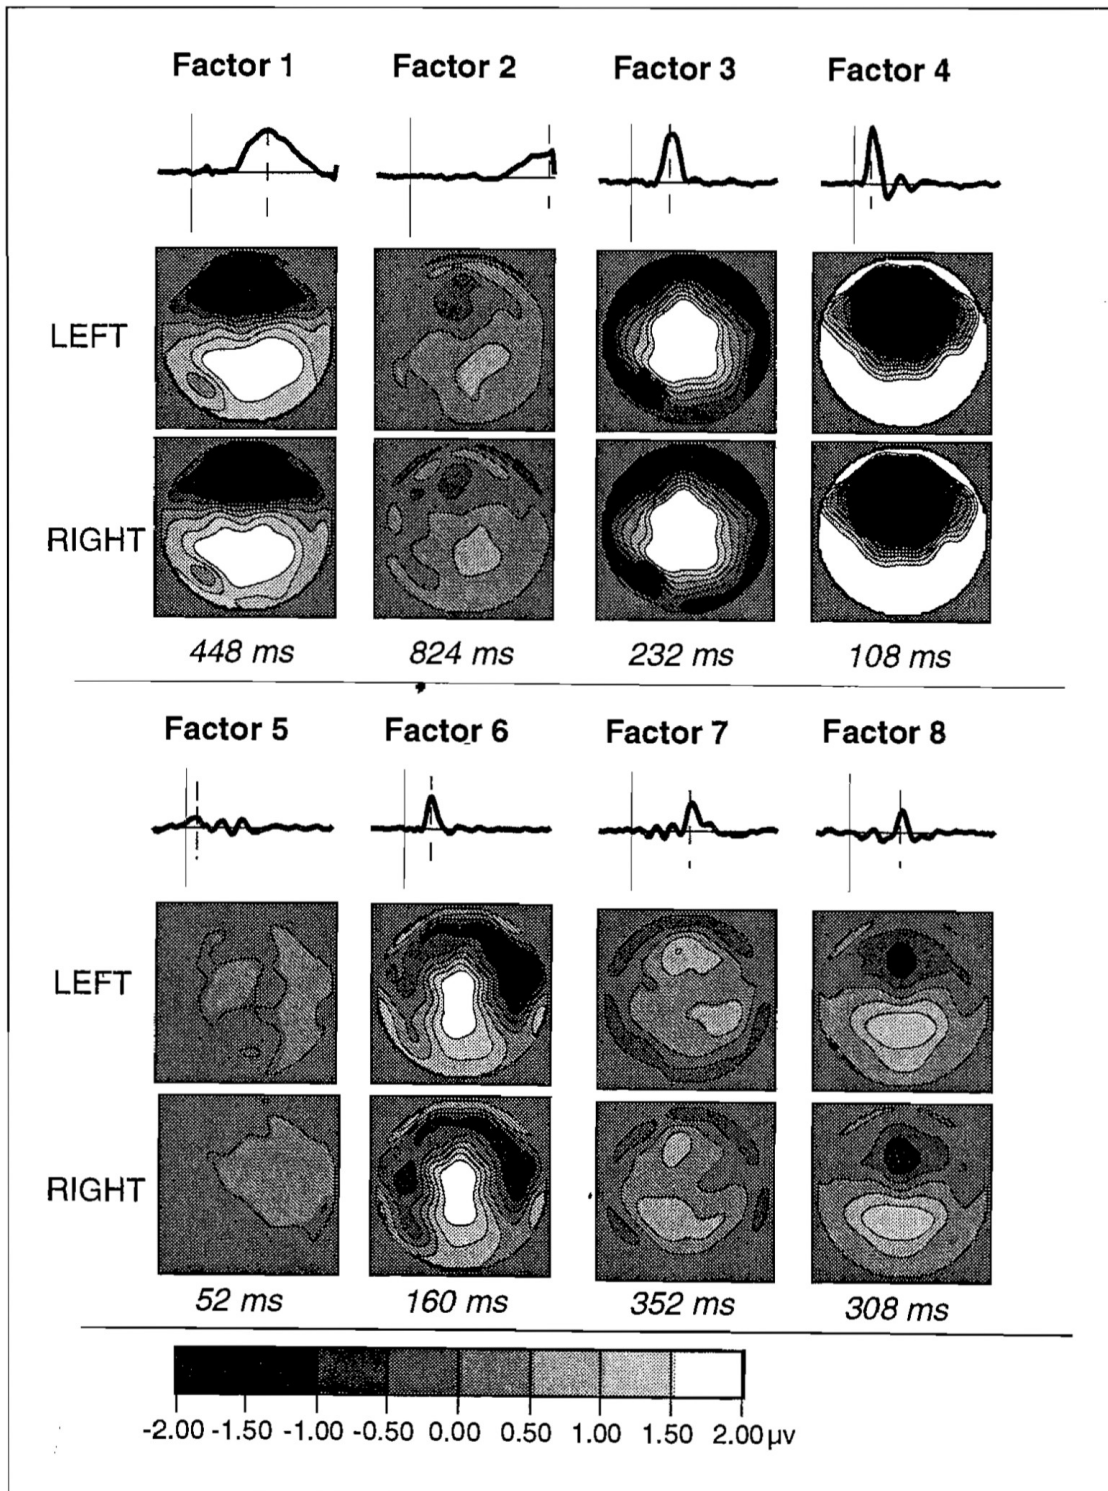 Factor 1 Factor 2 Factor 3 Factor 4
LEFT
RIGHT
448 ms 824 ms 232 ms 108 ms
Factor 5 Factor 6 Factor 7 Factor 8
LEFT
RIGHT
52 ms 160 ms 352 ms 308 ms
-2.00 -1.50 -1.00 -0.50 0.00 0.50 1.00 1.50 2.00 μv